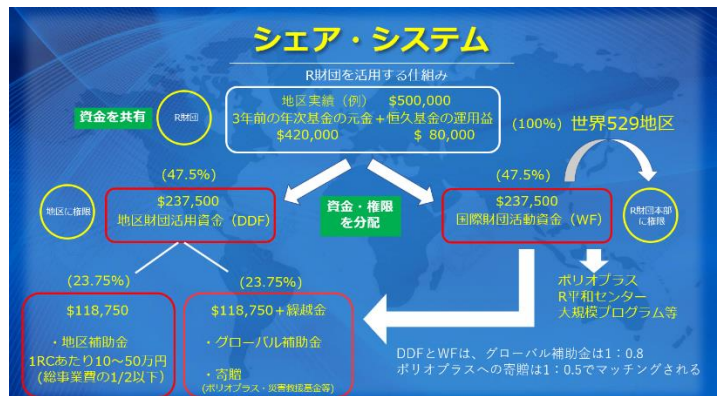 シェア・システム
R財団を活用する仕組み
資金を共有
R財団
地区実績（例） $500,000
3年前の年次基金の元金＋恒久基金の運用益
$420,000 $ 80,000
(100%) 世界529地区
(47.5%)
(47.5%)
地区に権限
$237,500
地区財団活用資金（DDF）
資金・権限
を分配
$237,500
国際財団活動資金（WF）
R財団本部
に権限
(23.75%)
(23.75%)
$118,750
・地区補助金
1RCあたり10～50万円
(総事業費の1/2以下)
$118,750＋繰越金
・グローバル補助金
・寄贈
(ポリオプラス・災害救援基金等)
ポリオプラス
R平和センター
大規模プログラム等
DDFとWFは、グローバル補助金は1：0.8
ポリオプラスへの寄贈は1：0.5でマッチングされる